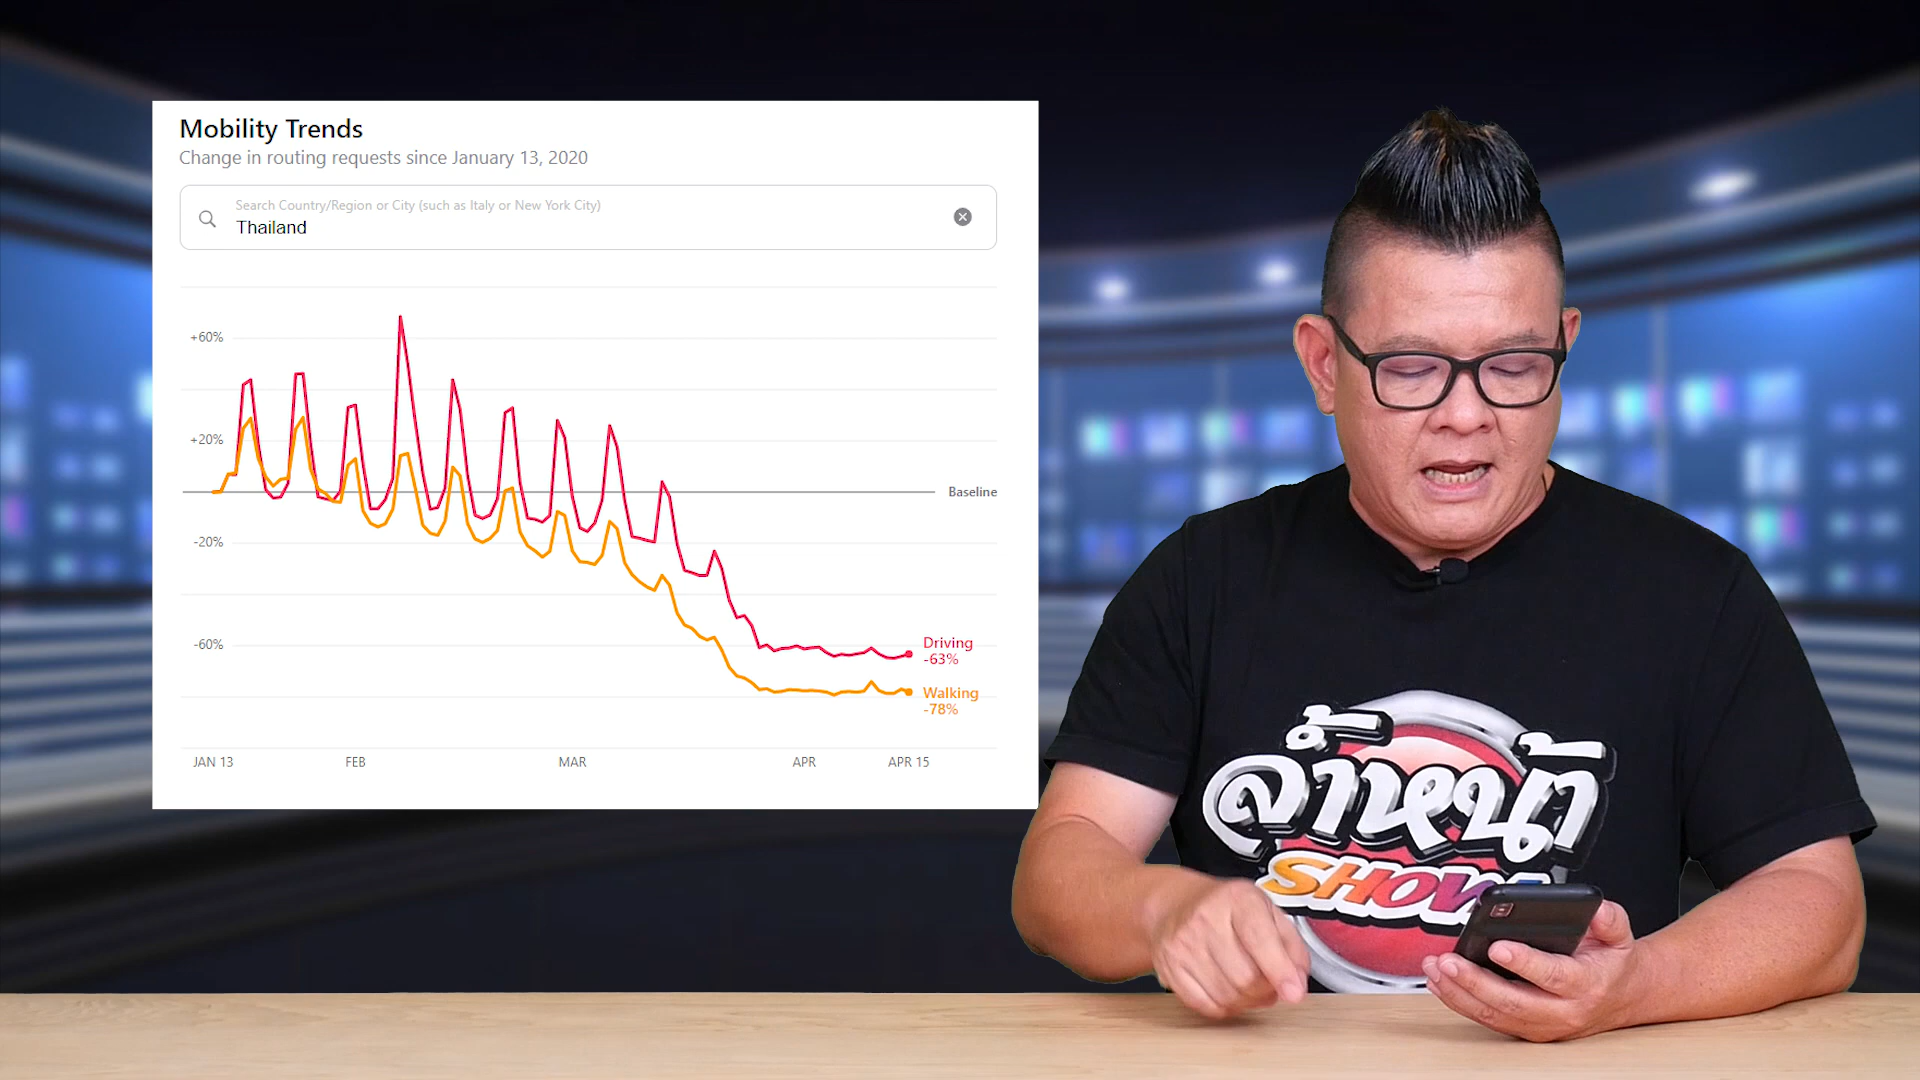 Mobility Trends
Change in routing requests since January 13, 2020
Search Country/Region or City (such as Italy or New York City)
Thailand
+60%
+20%
Baseline
-20%
-60%
Driving
-63%
Walking
-78%
JAN 13
FEB
MAR
APR
APR 15
ล้ำหน้า
SHOW